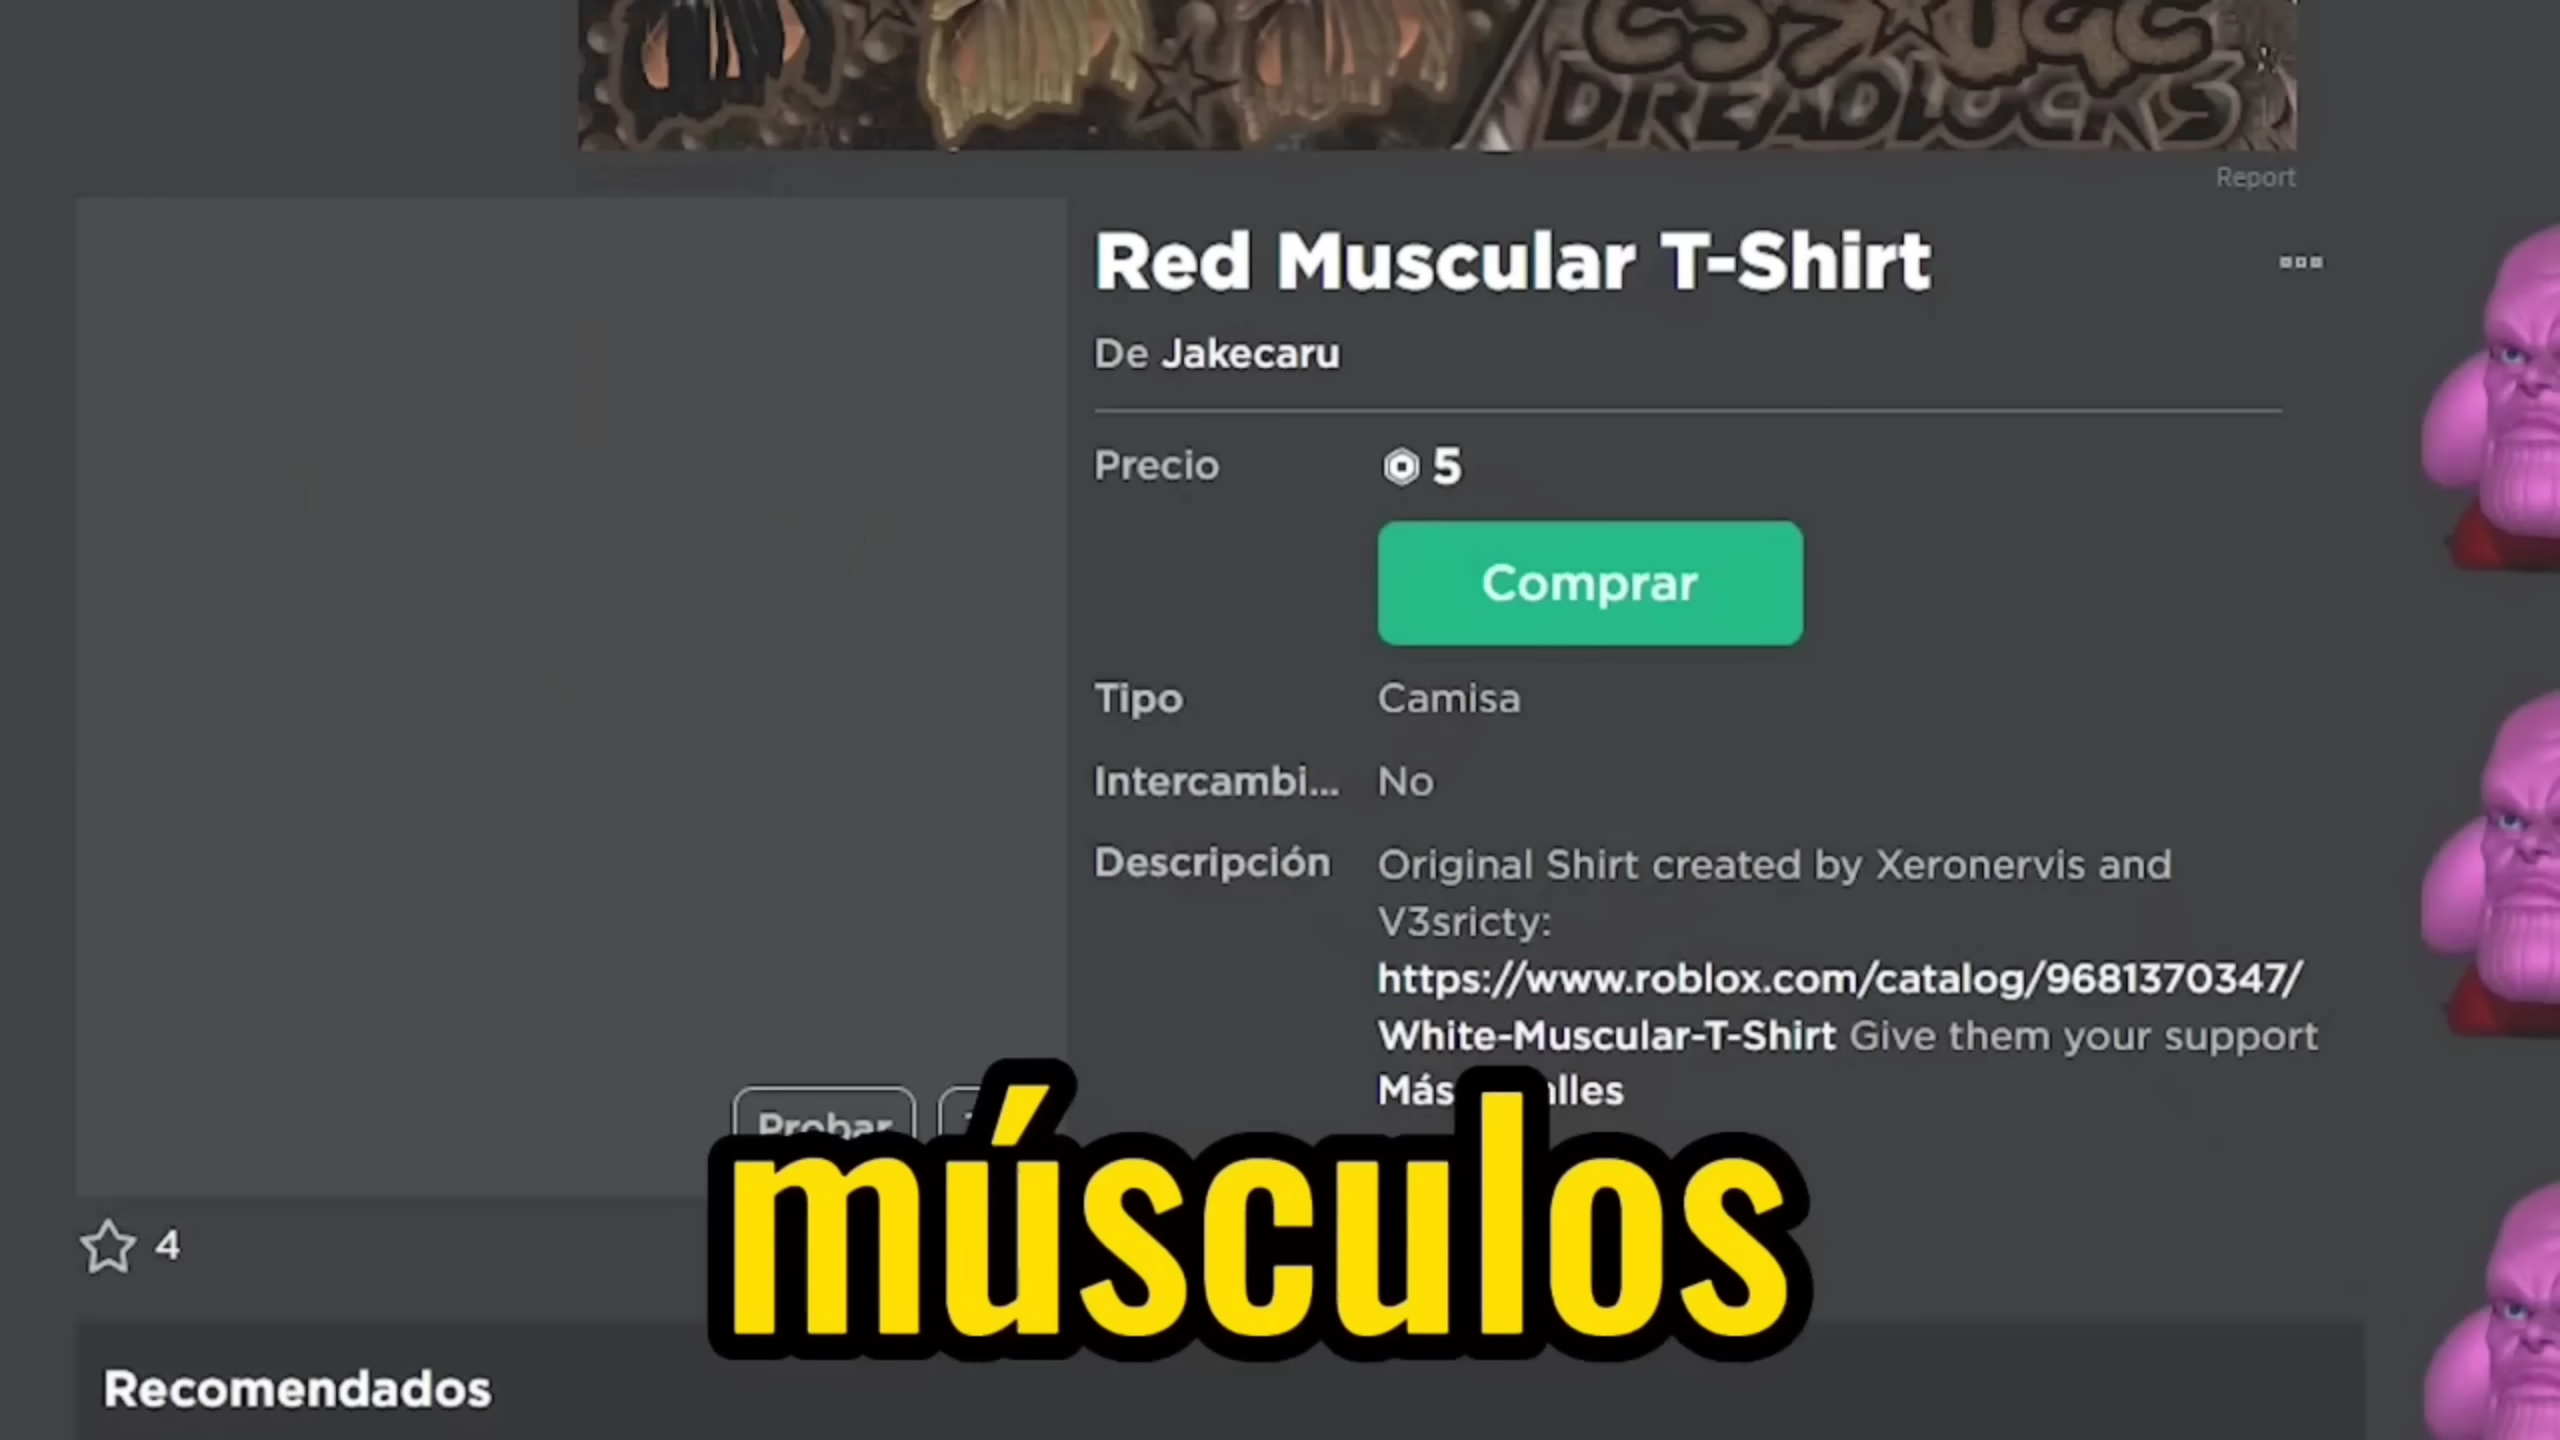 UGC
DREADLOCKS
Report
Red Muscular T-Shirt
De Jakecaru
Precio 5
Comprar
Tipo Camisa
Intercambi... No
Descripción Original Shirt created by Xeronervis and
V3sricty:
https://www.roblox.com/catalog/9681370347/
White-Muscular-T-Shirt Give them your support
Probar
músculos
4
Recomendados